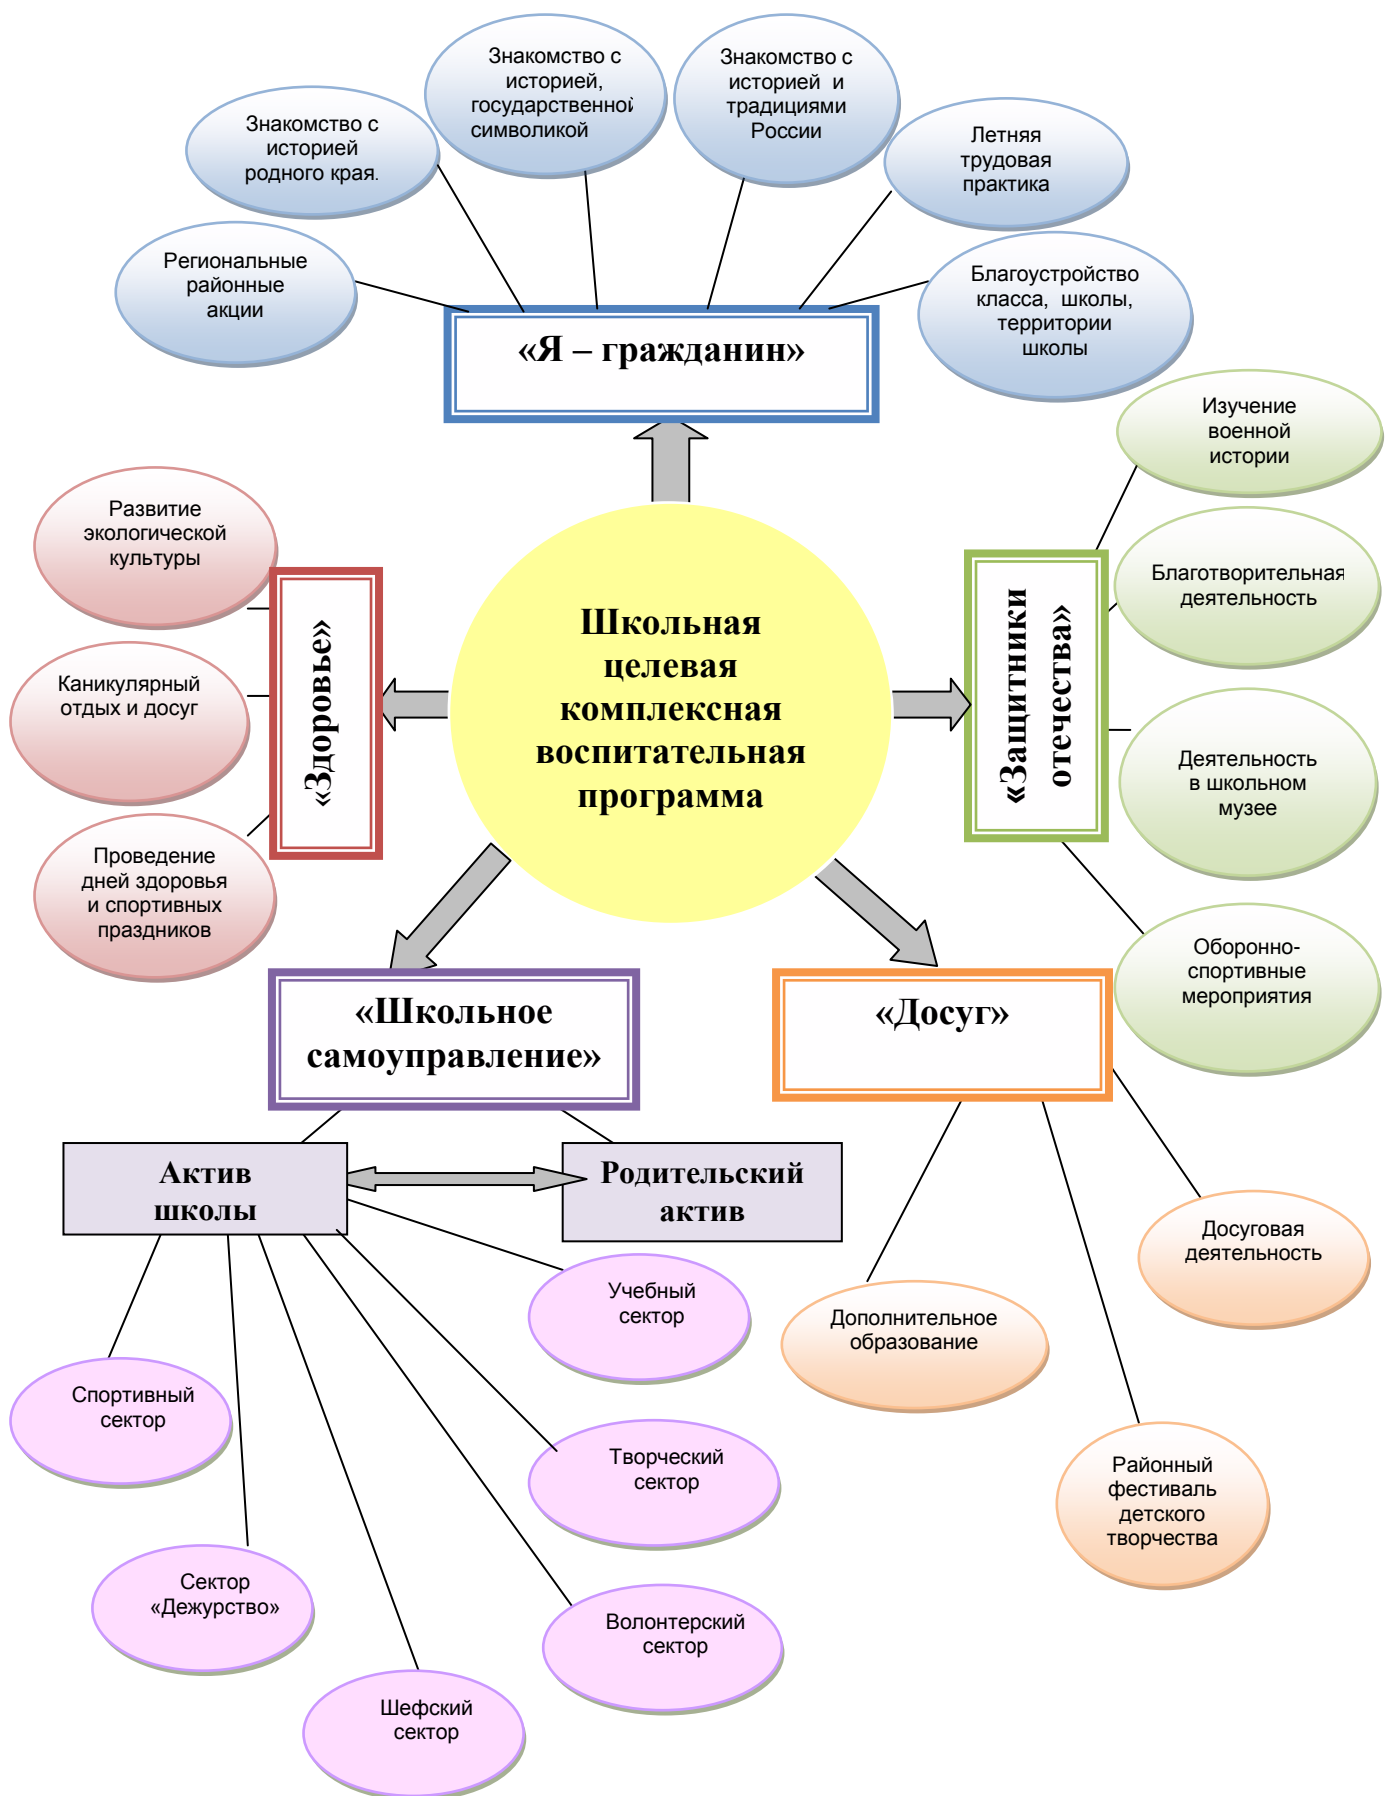 Знакомство с
историей,
государственной
символикой
Знакомство с
историей и
традициями
России
Знакомство с
историей
родного края.
Летняя
трудовая
практика
Региональные
районные
акции
Благоустройство
класса, школы,
территории
школы
«Я – гражданин»
Изучение
военной
истории
Развитие
экологической
культуры
Благотворительная
деятельность
Каникулярный
отдых и досуг
Деятельность
в школьном
музее
Проведение
дней здоровья
и спортивных
праздников
Оборонно-
спортивные
мероприятия
«Здоровье»
Школьная
целевая
комплексная
воспитательная
программа
«Защитники
отечества»
«Школьное
самоуправление»
«Досуг»
Актив
школы
Родительский
актив
Учебный
сектор
Спортивный
сектор
Творческий
сектор
Сектор
«Дежурство»
Волонтерский
сектор
Шефский
сектор
Досуговая
деятельность
Дополнительное
образование
Районный
фестиваль
детского
творчества